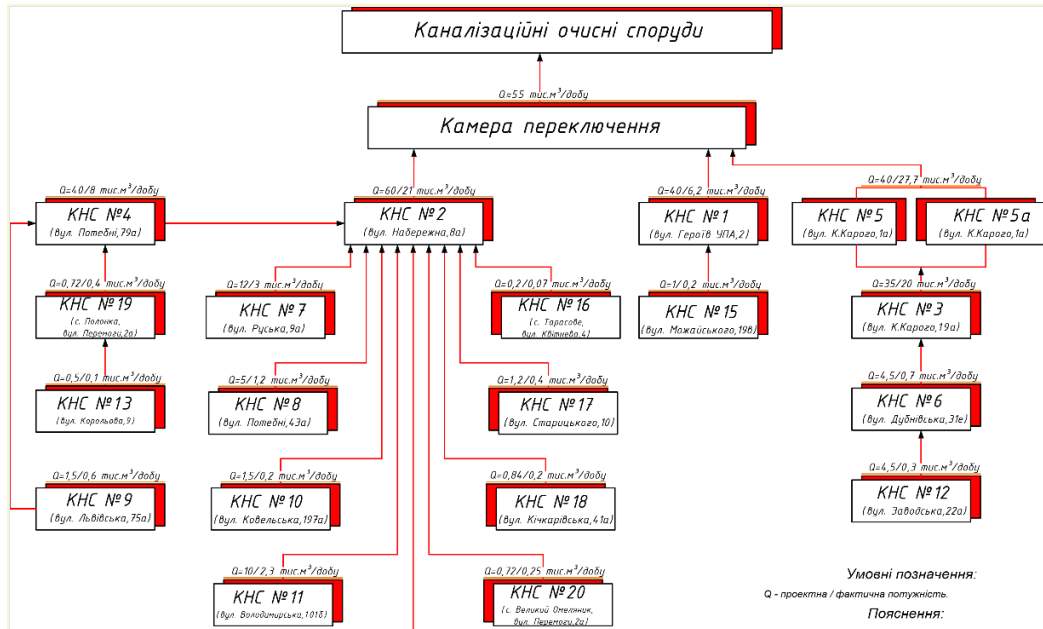 Каналізаційні очисні споруди
Q=55 тис.м³/добу
Камера переключення
Q=40/8 тис.м³/добу
КНС №4
(вул. Потебні,79а)
Q=60/21 тис.м³/добу
КНС №2
(вул. Набережна,8а)
Q=40/6,2 тис.м³/добу
КНС №1
(вул. Героїв УПА,2)
Q=40/27,7 тис.м³/добу
КНС №5
(вул. К.Карого,1а)
КНС №5а
(вул. К.Карого,1а)
Q=0,72/0,4 тис.м³/добу
КНС №19
(с. Полонка,
вул. Перемоги,2а)
Q=12/3 тис.м³/добу
КНС №7
(вул. Руська,9а)
Q=0,2/0,07 тис.м³/добу
КНС №16
(с. Тарасове,
вул. Квітнева,4)
Q=1/0,2 тис.м³/добу
КНС №15
(вул. Можайського,19в)
Q=35/20 тис.м³/добу
КНС №3
(вул. К.Карого,19а)
Q=0,5/0,1 тис.м³/добу
КНС №13
(вул. Корольова,9)
Q=5/1,2 тис.м³/добу
КНС №8
(вул. Потебні,43а)
Q=1,2/0,4 тис.м³/добу
КНС №17
(вул. Старицького,10)
Q=4,5/0,7 тис.м³/добу
КНС №6
(вул. Дубнівська,31е)
Q=1,5/0,6 тис.м³/добу
КНС №9
(вул. Львівська,75а)
Q=1,5/0,2 тис.м³/добу
КНС №10
(вул. Ковельська,197а)
Q=0,84/0,2 тис.м³/добу
КНС №18
(вул. Кічкарівська,41а)
Q=4,5/0,3 тис.м³/добу
КНС №12
(вул. Заводська,22а)
Q=10/2,3 тис.м³/добу
КНС №11
(вул. Володимирська,101б)
Q=0,72/0,25 тис.м³/добу
КНС №20
(с. Великий Омеляник,
вул. Перемоги,2а)
Умовні позначення:
Q - проектна / фактична потужність.
Пояснення: